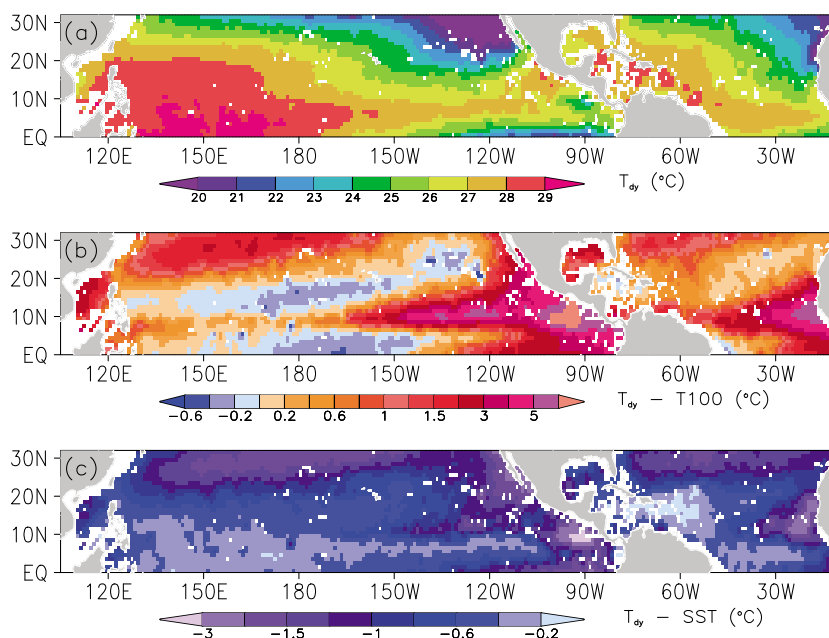 (a)
30N
20N
10N
EQ
120E 150E 180 150W 120W 90W 60W 30W
20 21 22 23 24 25 26 27 28 29
T_dy (°C)
(b)
30N
20N
10N
EQ
120E 150E 180 150W 120W 90W 60W 30W
−0.6 −0.2 0.2 0.6 1 1.5 3 5
T_dy − T100 (°C)
(c)
30N
20N
10N
EQ
120E 150E 180 150W 120W 90W 60W 30W
−3 −1.5 −1 −0.6 −0.2
T_dy − SST (°C)